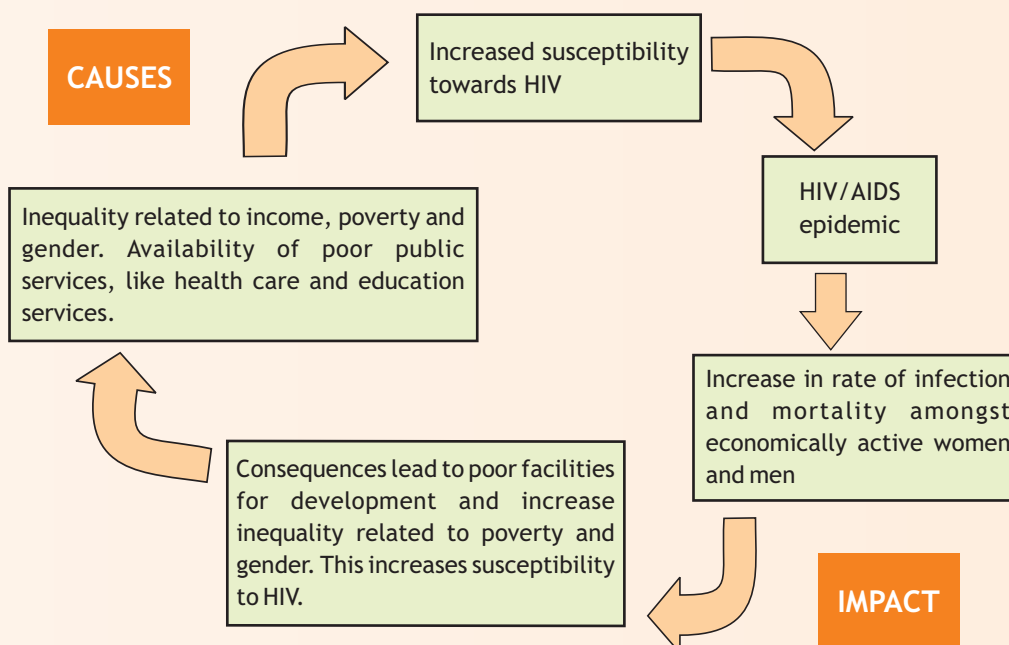 CAUSES
Increased susceptibility
towards HIV
HIV/AIDS
epidemic
Increase in rate of infection
and mortality amongst
economically active women
and men
IMPACT
Consequences lead to poor facilities
for development and increase
inequality related to poverty and
gender. This increases susceptibility
to HIV.
Inequality related to income, poverty and
gender. Availability of poor public
services, like health care and education
services.